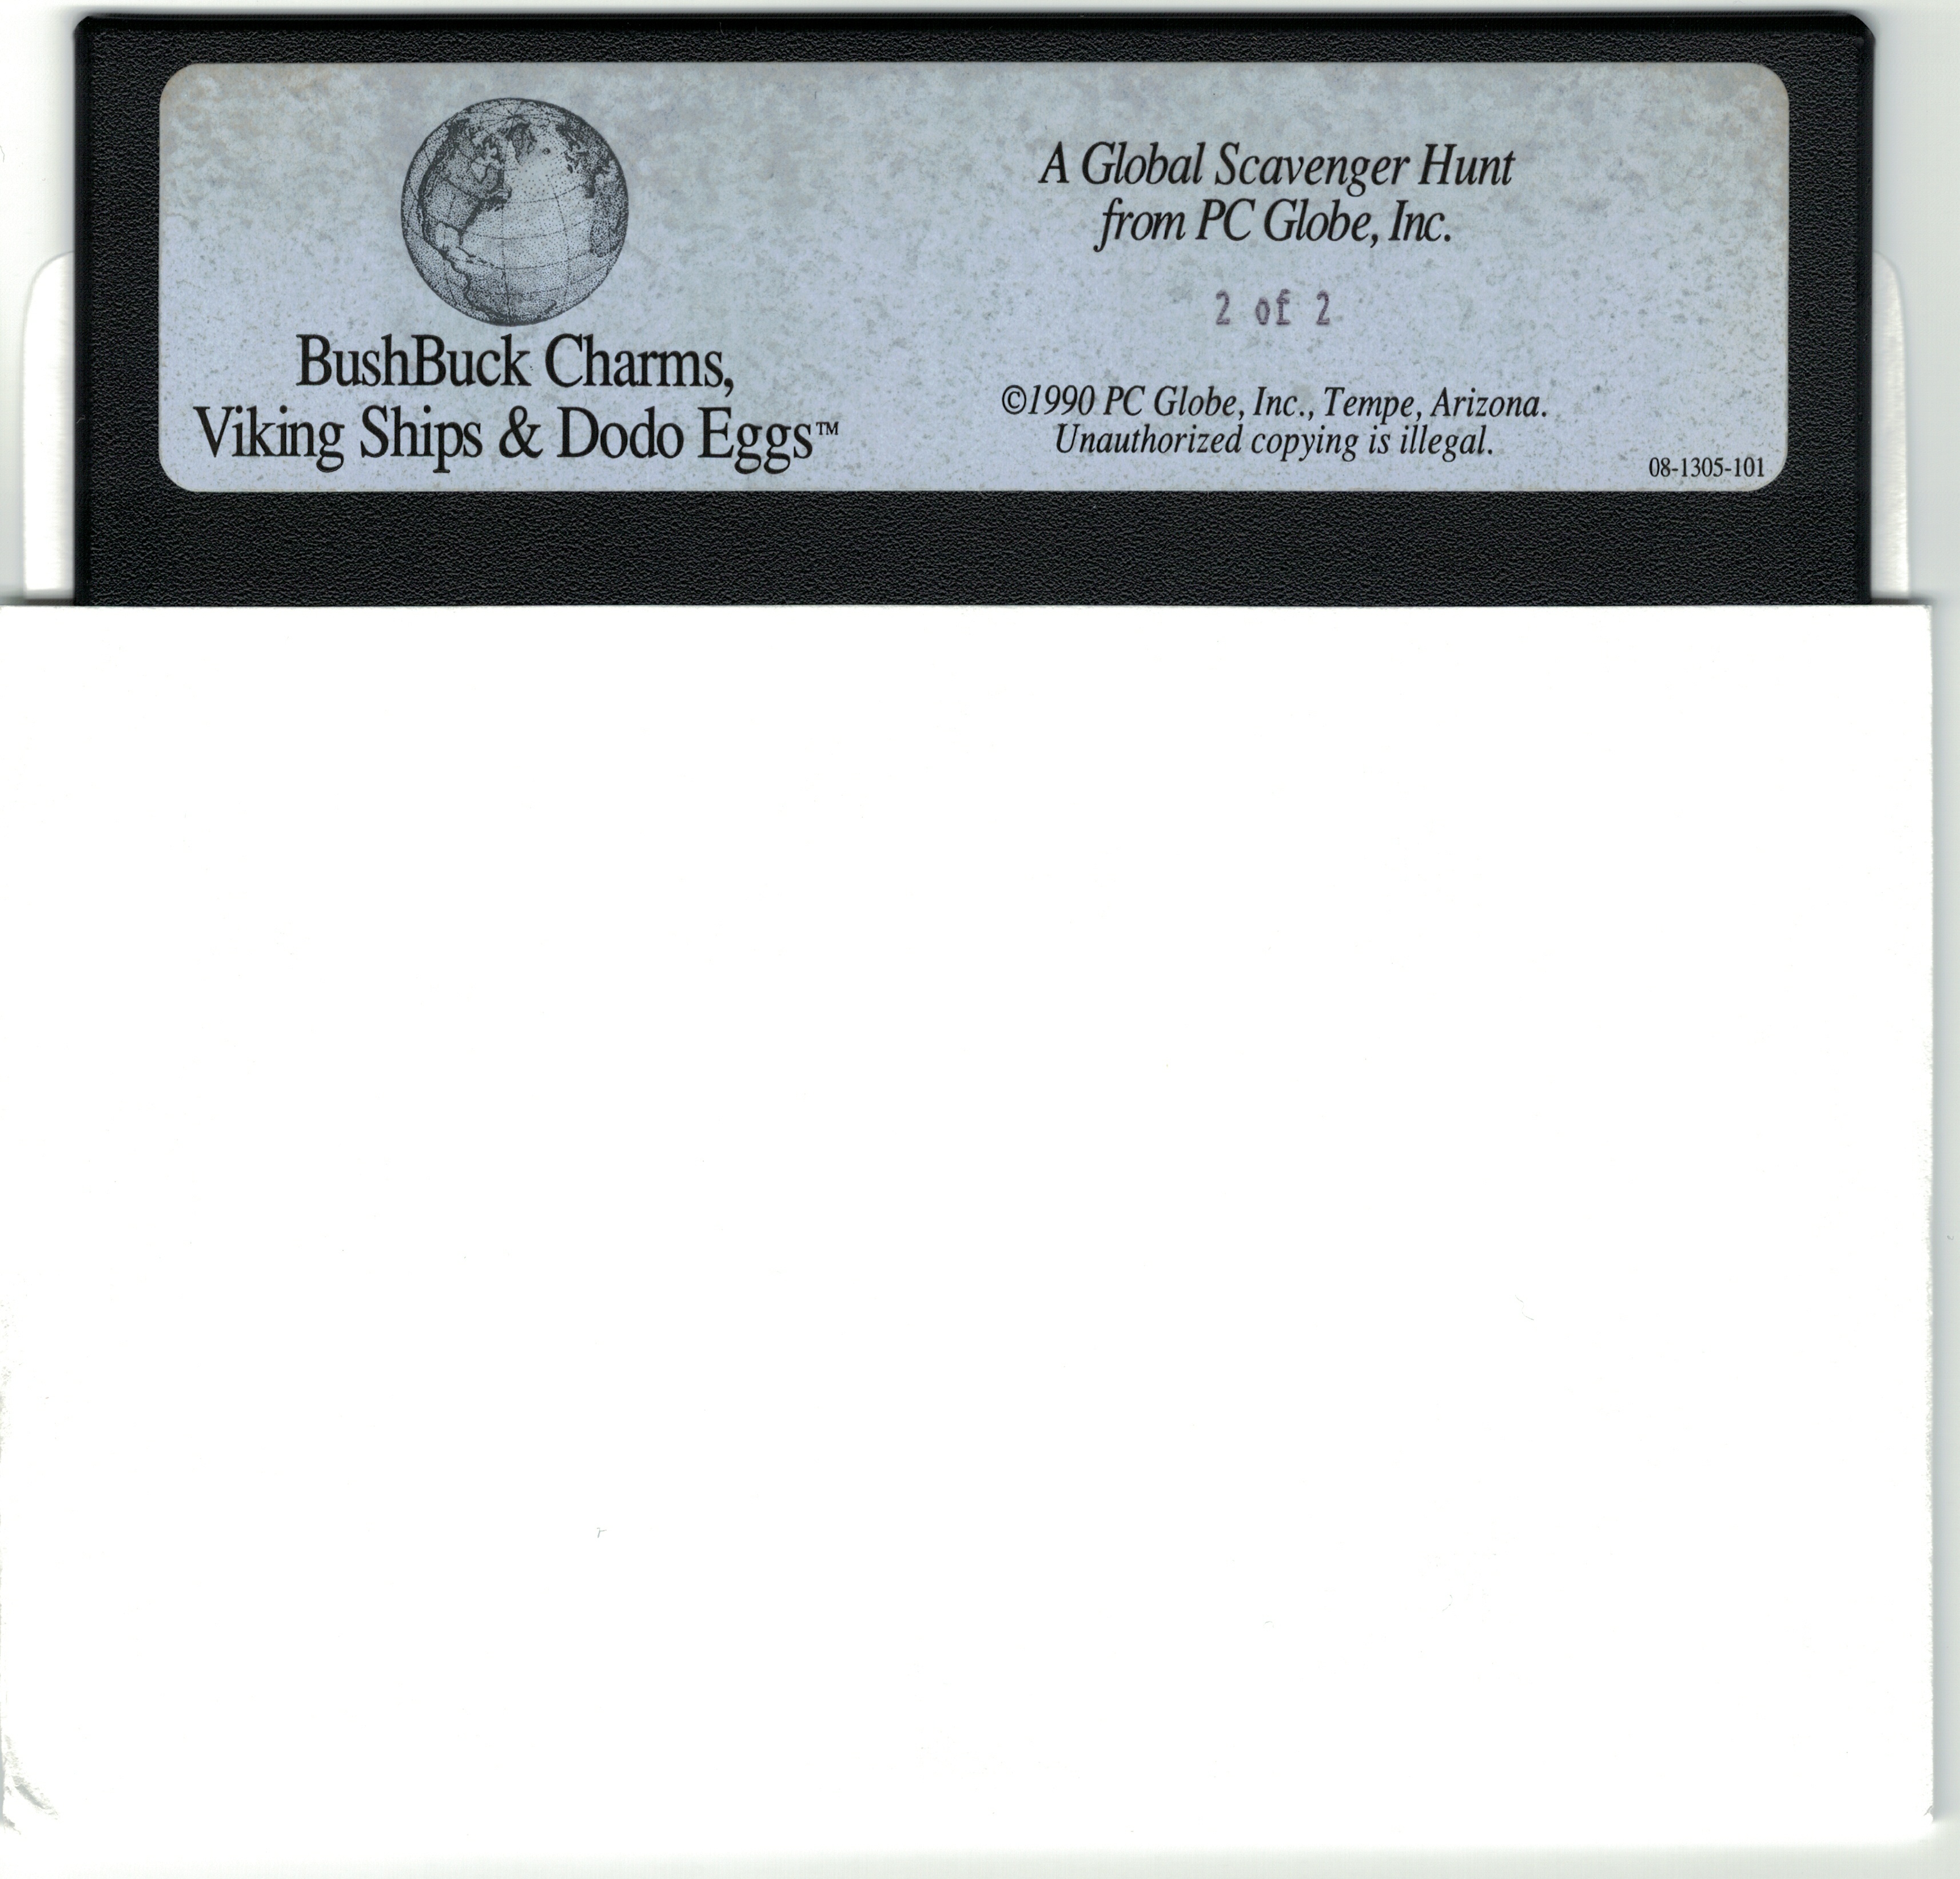 BushBuck Charms,
Viking Ships & Dodo Eggs™
A Global Scavenger Hunt
from PC Globe, Inc.
2 of 2
©1990 PC Globe, Inc., Tempe, Arizona.
Unauthorized copying is illegal.
08-1305-101